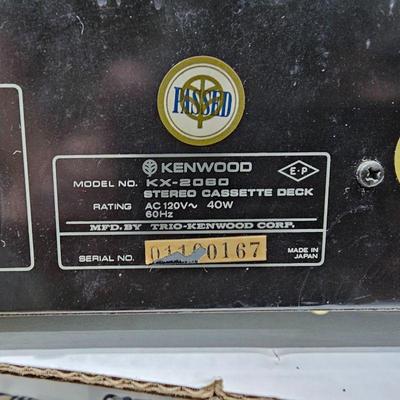 PASSED
KENWOOD
E·P
MODEL NO. KX-2060
STEREO CASSETTE DECK
RATING AC 120V~ 40W
60Hz
MFD. BY TRIO-KENWOOD CORP.
SERIAL NO. 01100167
MADE IN
JAPAN